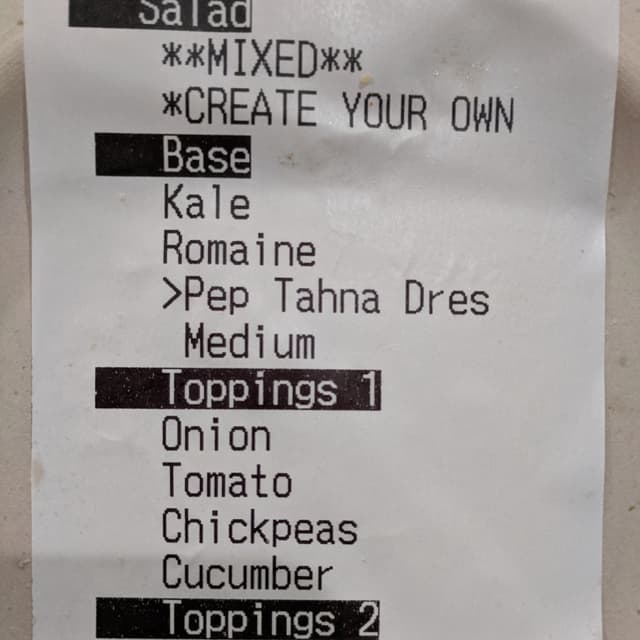 Salad
**MIXED**
*CREATE YOUR OWN
Base
Kale
Romaine
>Pep Tahna Dres
Medium
Toppings 1
Onion
Tomato
Chickpeas
Cucumber
Toppings 2